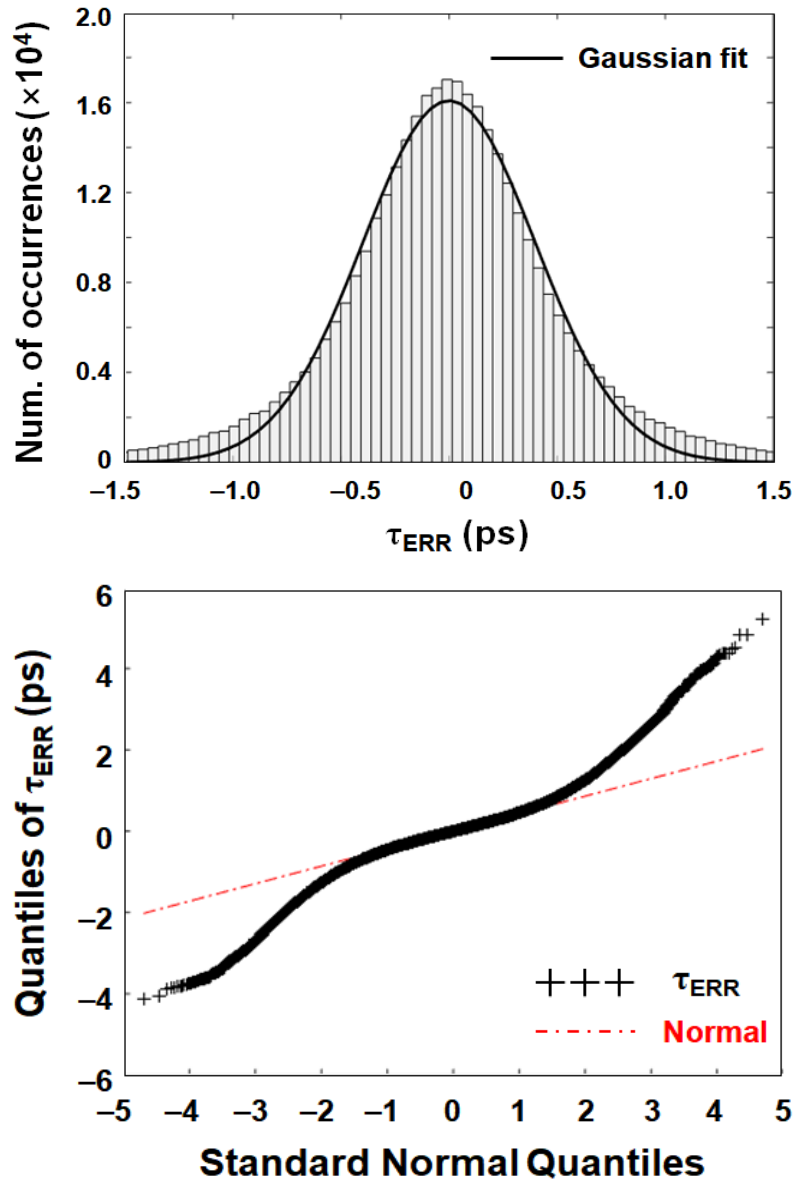 Num. of occurrences (×10⁴)
2.0
1.6
1.2
0.8
0.4
0
Gaussian fit
–1.5 –1.0 –0.5 0 0.5 1.0 1.5
τERR (ps)
Quantiles of τERR (ps)
6
4
2
0
–2
–4
–6
τERR
Normal
–5 –4 –3 –2 –1 0 1 2 3 4 5
Standard Normal Quantiles